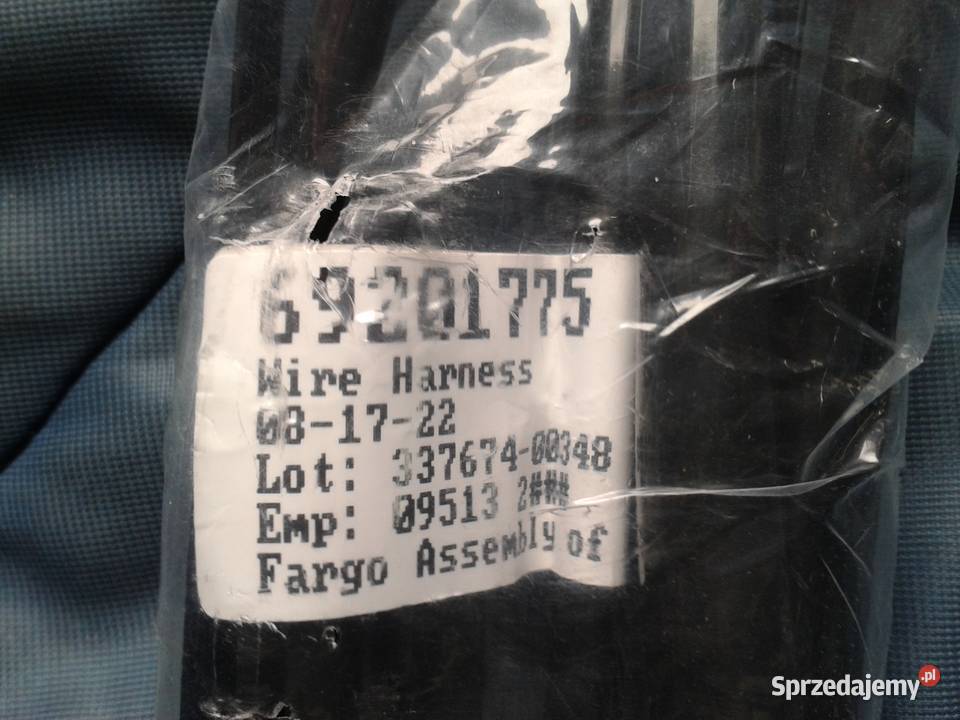 69201775
Wire Harness
08-17-22
Lot: 337674-00348
Emp: 09513 2###
Fargo Assembly of
Sprzedajemy.pl